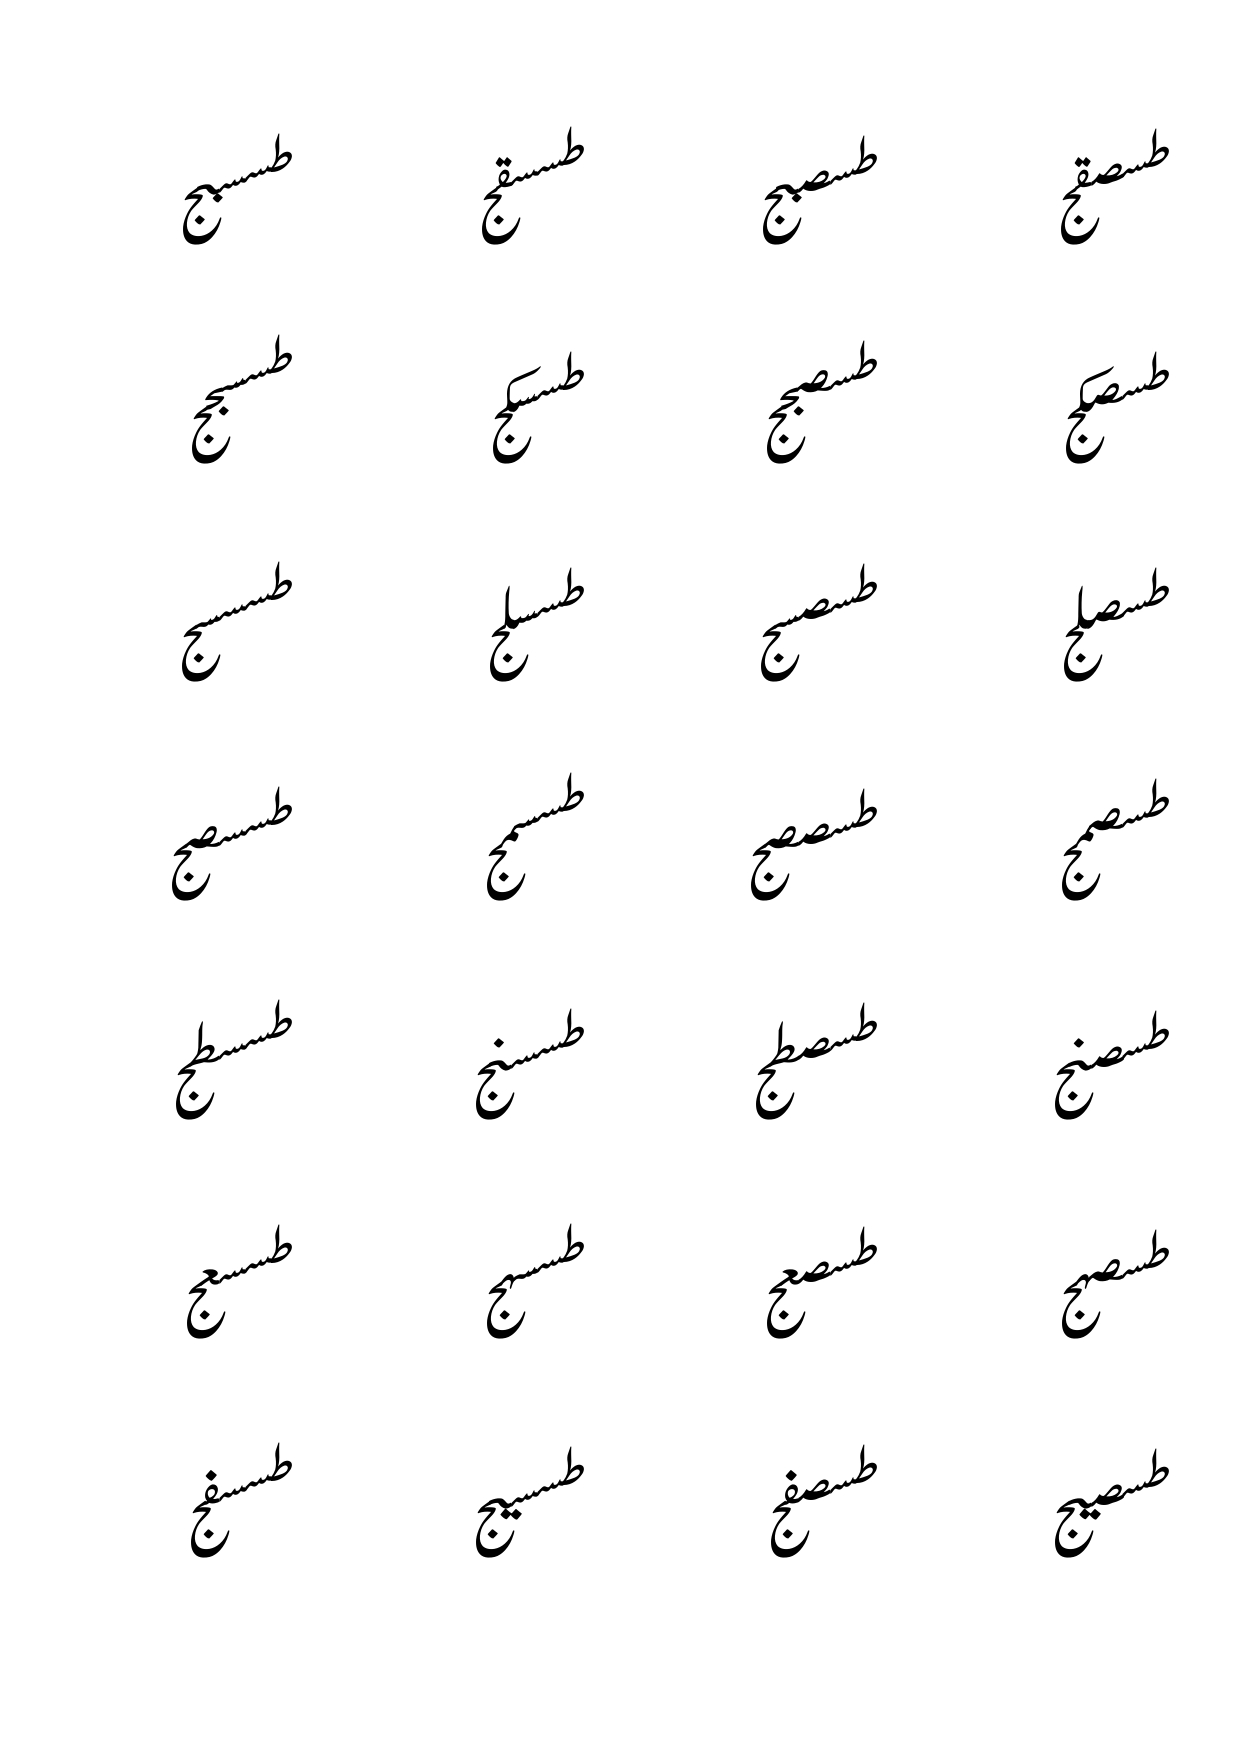 طسصقج طسصبج طسسقج طسسبج
طسصكج طسصجج طسسكج طسسجج
طسصلج طسصسج طسسلج طسسسج
طسصمج طسصصج طسسمج طسسصج
طسصنج طسصطج طسسنج طسسطج
طسصهج طسصعج طسسهج طسسعج
طسصيج طسصفج طسسيج طسسفج